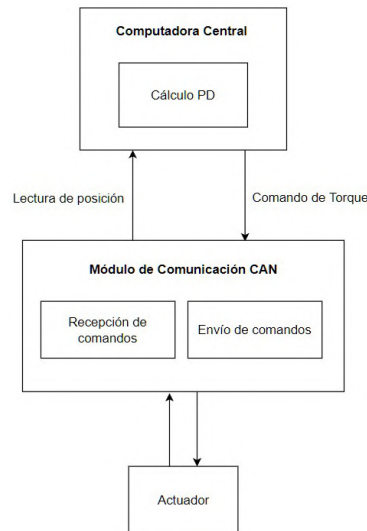 Computadora Central
Cálculo PD
Lectura de posición
Comando de Torque
Módulo de Comunicación CAN
Recepción de
comandos
Envío de comandos
Actuador